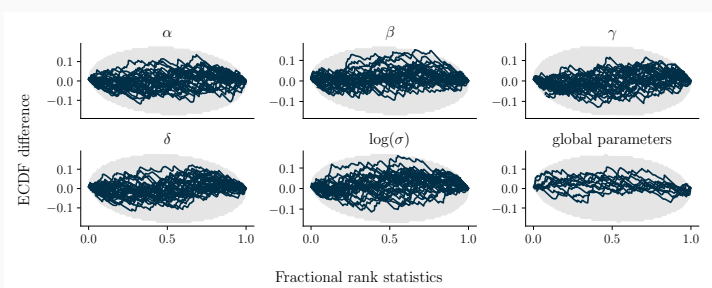 α β γ
0.1 0.1 0.1
0.0 0.0 0.0
−0.1 −0.1 −0.1
ECDF difference
δ log(σ) global parameters
0.1 0.1 0.1
0.0 0.0 0.0
−0.1 −0.1 −0.1
0.0 0.5 1.0 0.0 0.5 1.0 0.0 0.5 1.0
Fractional rank statistics